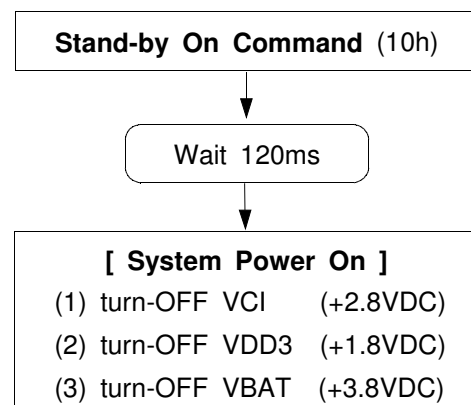 Stand-by On Command (10h)
Wait 120ms
[ System Power On ]
(1) turn-OFF VCI (+2.8VDC)
(2) turn-OFF VDD3 (+1.8VDC)
(3) turn-OFF VBAT (+3.8VDC)